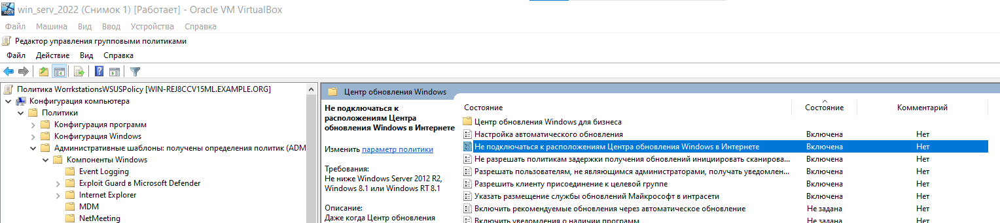 win_serv_2022 (Снимок 1) [Работает] - Oracle VM VirtualBox
Файл Машина Вид Ввод Устройства Справка
Редактор управления групповыми политиками
Файл Действие Вид Справка
Политика WorrkstationsWSUSPolicy [WIN-REJ8CCV15ML.EXAMPLE.ORG]
Конфигурация компьютера
Политики
Конфигурация программ
Конфигурация Windows
Административные шаблоны: получены определения политик (ADM
Компоненты Windows
Event Logging
Exploit Guard в Microsoft Defender
Internet Explorer
MDM
NetMeeting
Центр обновления Windows
Не подключаться к
расположениям Центра
обновления Windows в Интернете
Изменить параметр политики
Требования:
Не ниже Windows Server 2012 R2,
Windows 8.1 или Windows RT 8.1
Описание:
Даже когда Центр обновления
Состояние Состояние Комментарий
Центр обновления Windows для бизнеса
Настройка автоматического обновления Включена Нет
Не подключаться к расположениям Центра обновления Windows в Интернете Включена Нет
Не разрешать политикам задержки получения обновлений инициировать сканирова... Включена Нет
Разрешать пользователям, не являющимся администраторами, получать уведомлен... Включена Нет
Разрешить клиенту присоединение к целевой группе Включена Нет
Указать размещение службы обновлений Майкрософт в интрасети Включена Нет
Включить рекомендуемые обновления через автоматическое обновление Не задана Нет
Включить уведомления о наличии программ Не задана Нет